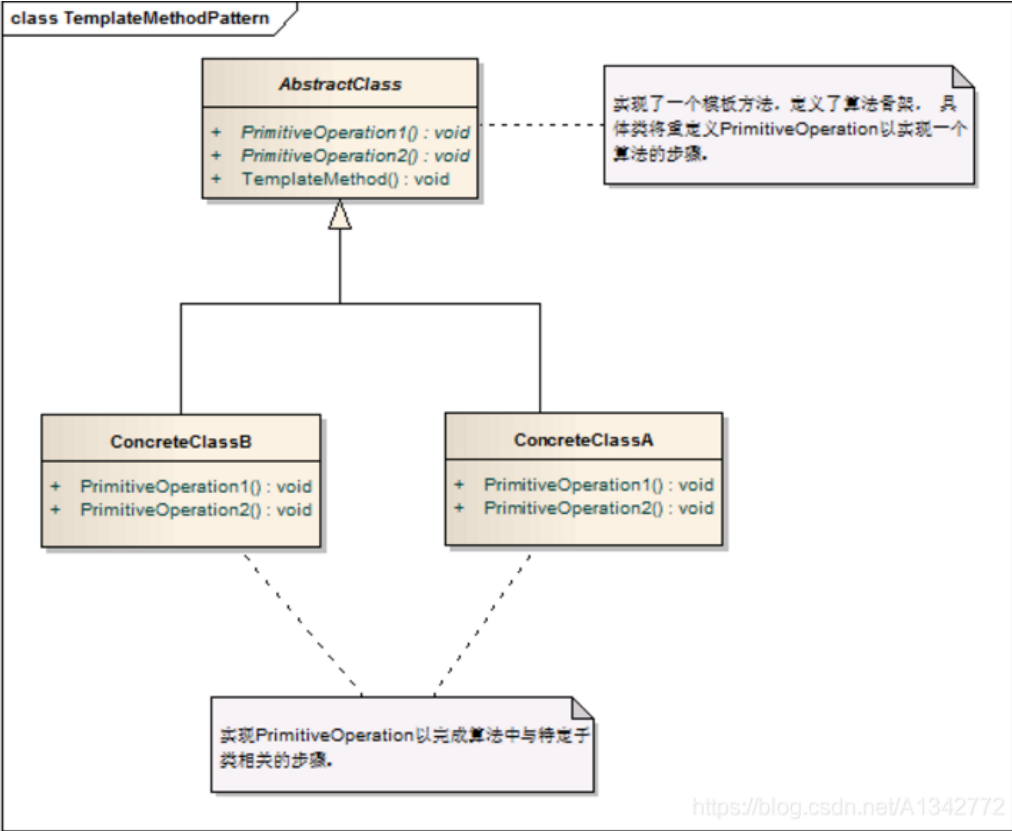 class TemplateMethodPattern
AbstractClass
+ PrimitiveOperation1() : void
+ PrimitiveOperation2() : void
+ TemplateMethod() : void
实现了一个模板方法，定义了算法骨架， 具
体类将重定义PrimitiveOperation以实现一个
算法的步骤。
ConcreteClassB
+ PrimitiveOperation1() : void
+ PrimitiveOperation2() : void
ConcreteClassA
+ PrimitiveOperation1() : void
+ PrimitiveOperation2() : void
实现PrimitiveOperation以完成算法中与特定子
类相关的步骤。
https://blog.csdn.net/A1342772